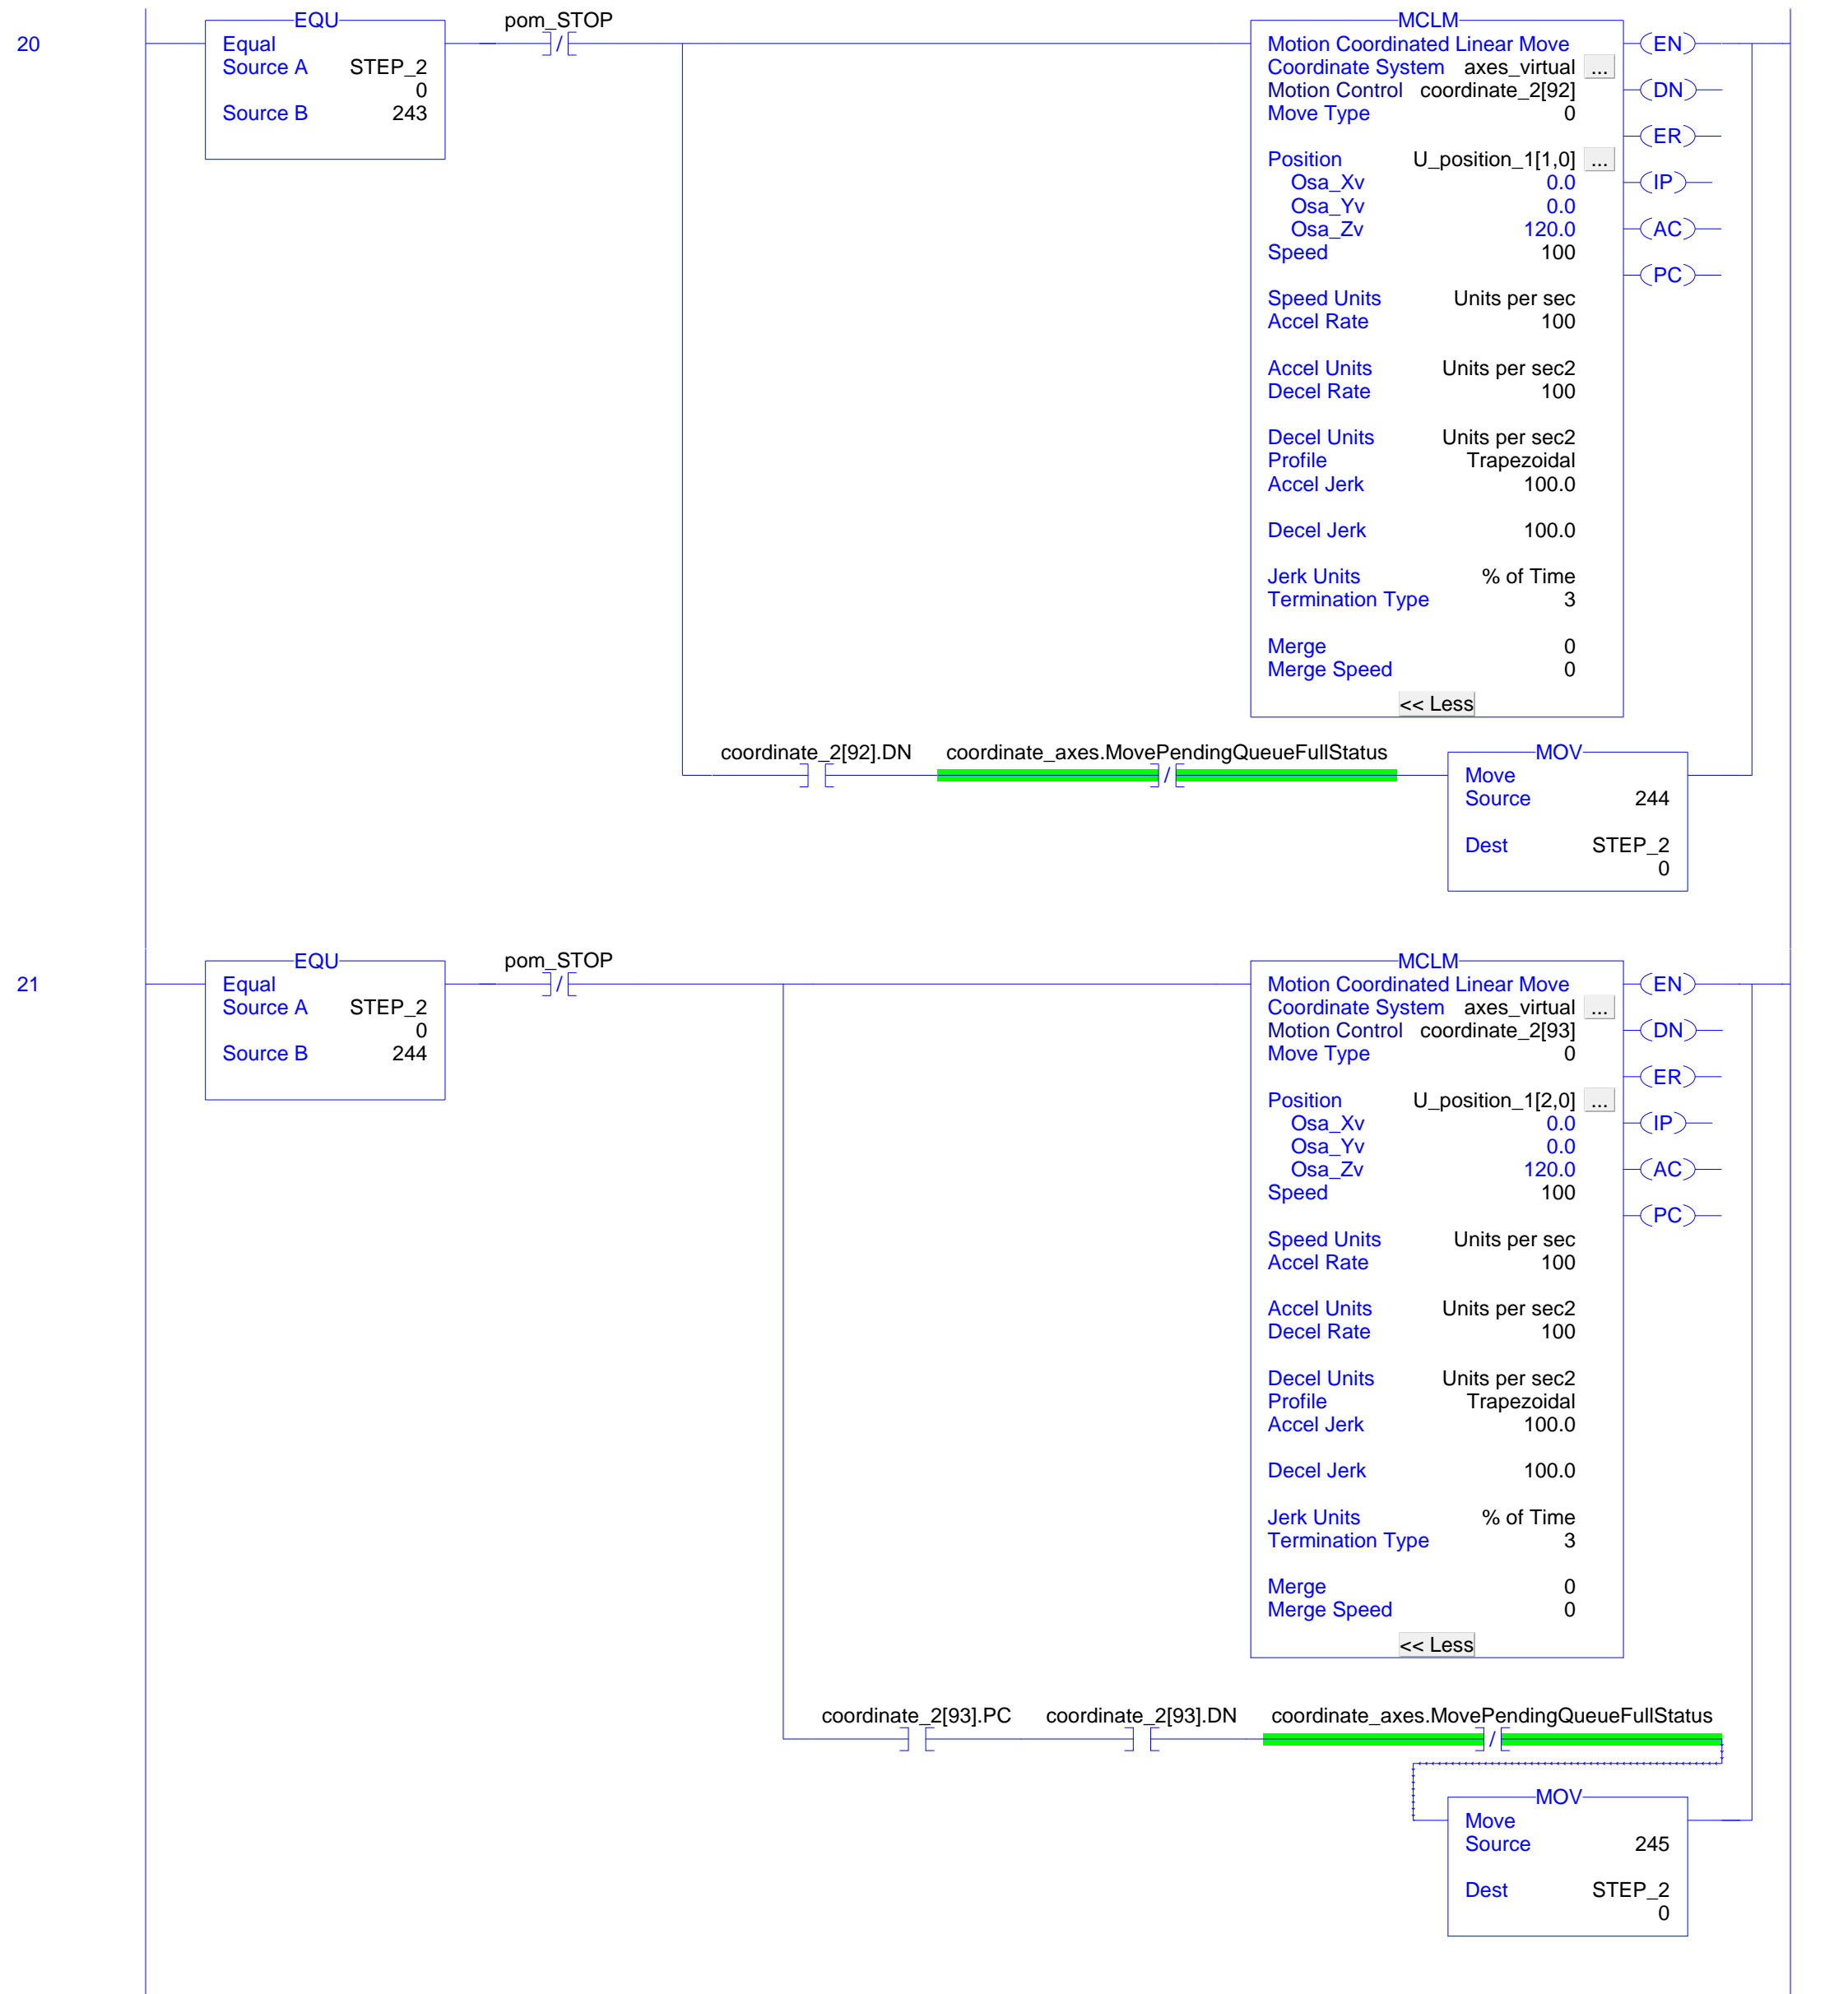 20
EQU
Equal
Source A STEP_2
0
Source B 243
pom_STOP
/
MCLM
Motion Coordinated Linear Move
Coordinate System axes_virtual ...
Motion Control coordinate_2[92]
Move Type 0
Position U_position_1[1,0] ...
Osa_Xv 0.0
Osa_Yv 0.0
Osa_Zv 120.0
Speed 100
Speed Units Units per sec
Accel Rate 100
Accel Units Units per sec2
Decel Rate 100
Decel Units Units per sec2
Profile Trapezoidal
Accel Jerk 100.0
Decel Jerk 100.0
Jerk Units % of Time
Termination Type 3
Merge 0
Merge Speed 0
<< Less
EN
DN
ER
IP
AC
PC
coordinate_2[92].DN
coordinate_axes.MovePendingQueueFullStatus
/
MOV
Move
Source 244
Dest STEP_2
0
21
EQU
Equal
Source A STEP_2
0
Source B 244
pom_STOP
/
MCLM
Motion Coordinated Linear Move
Coordinate System axes_virtual ...
Motion Control coordinate_2[93]
Move Type 0
Position U_position_1[2,0] ...
Osa_Xv 0.0
Osa_Yv 0.0
Osa_Zv 120.0
Speed 100
Speed Units Units per sec
Accel Rate 100
Accel Units Units per sec2
Decel Rate 100
Decel Units Units per sec2
Profile Trapezoidal
Accel Jerk 100.0
Decel Jerk 100.0
Jerk Units % of Time
Termination Type 3
Merge 0
Merge Speed 0
<< Less
EN
DN
ER
IP
AC
PC
coordinate_2[93].PC
coordinate_2[93].DN
coordinate_axes.MovePendingQueueFullStatus
/
MOV
Move
Source 245
Dest STEP_2
0